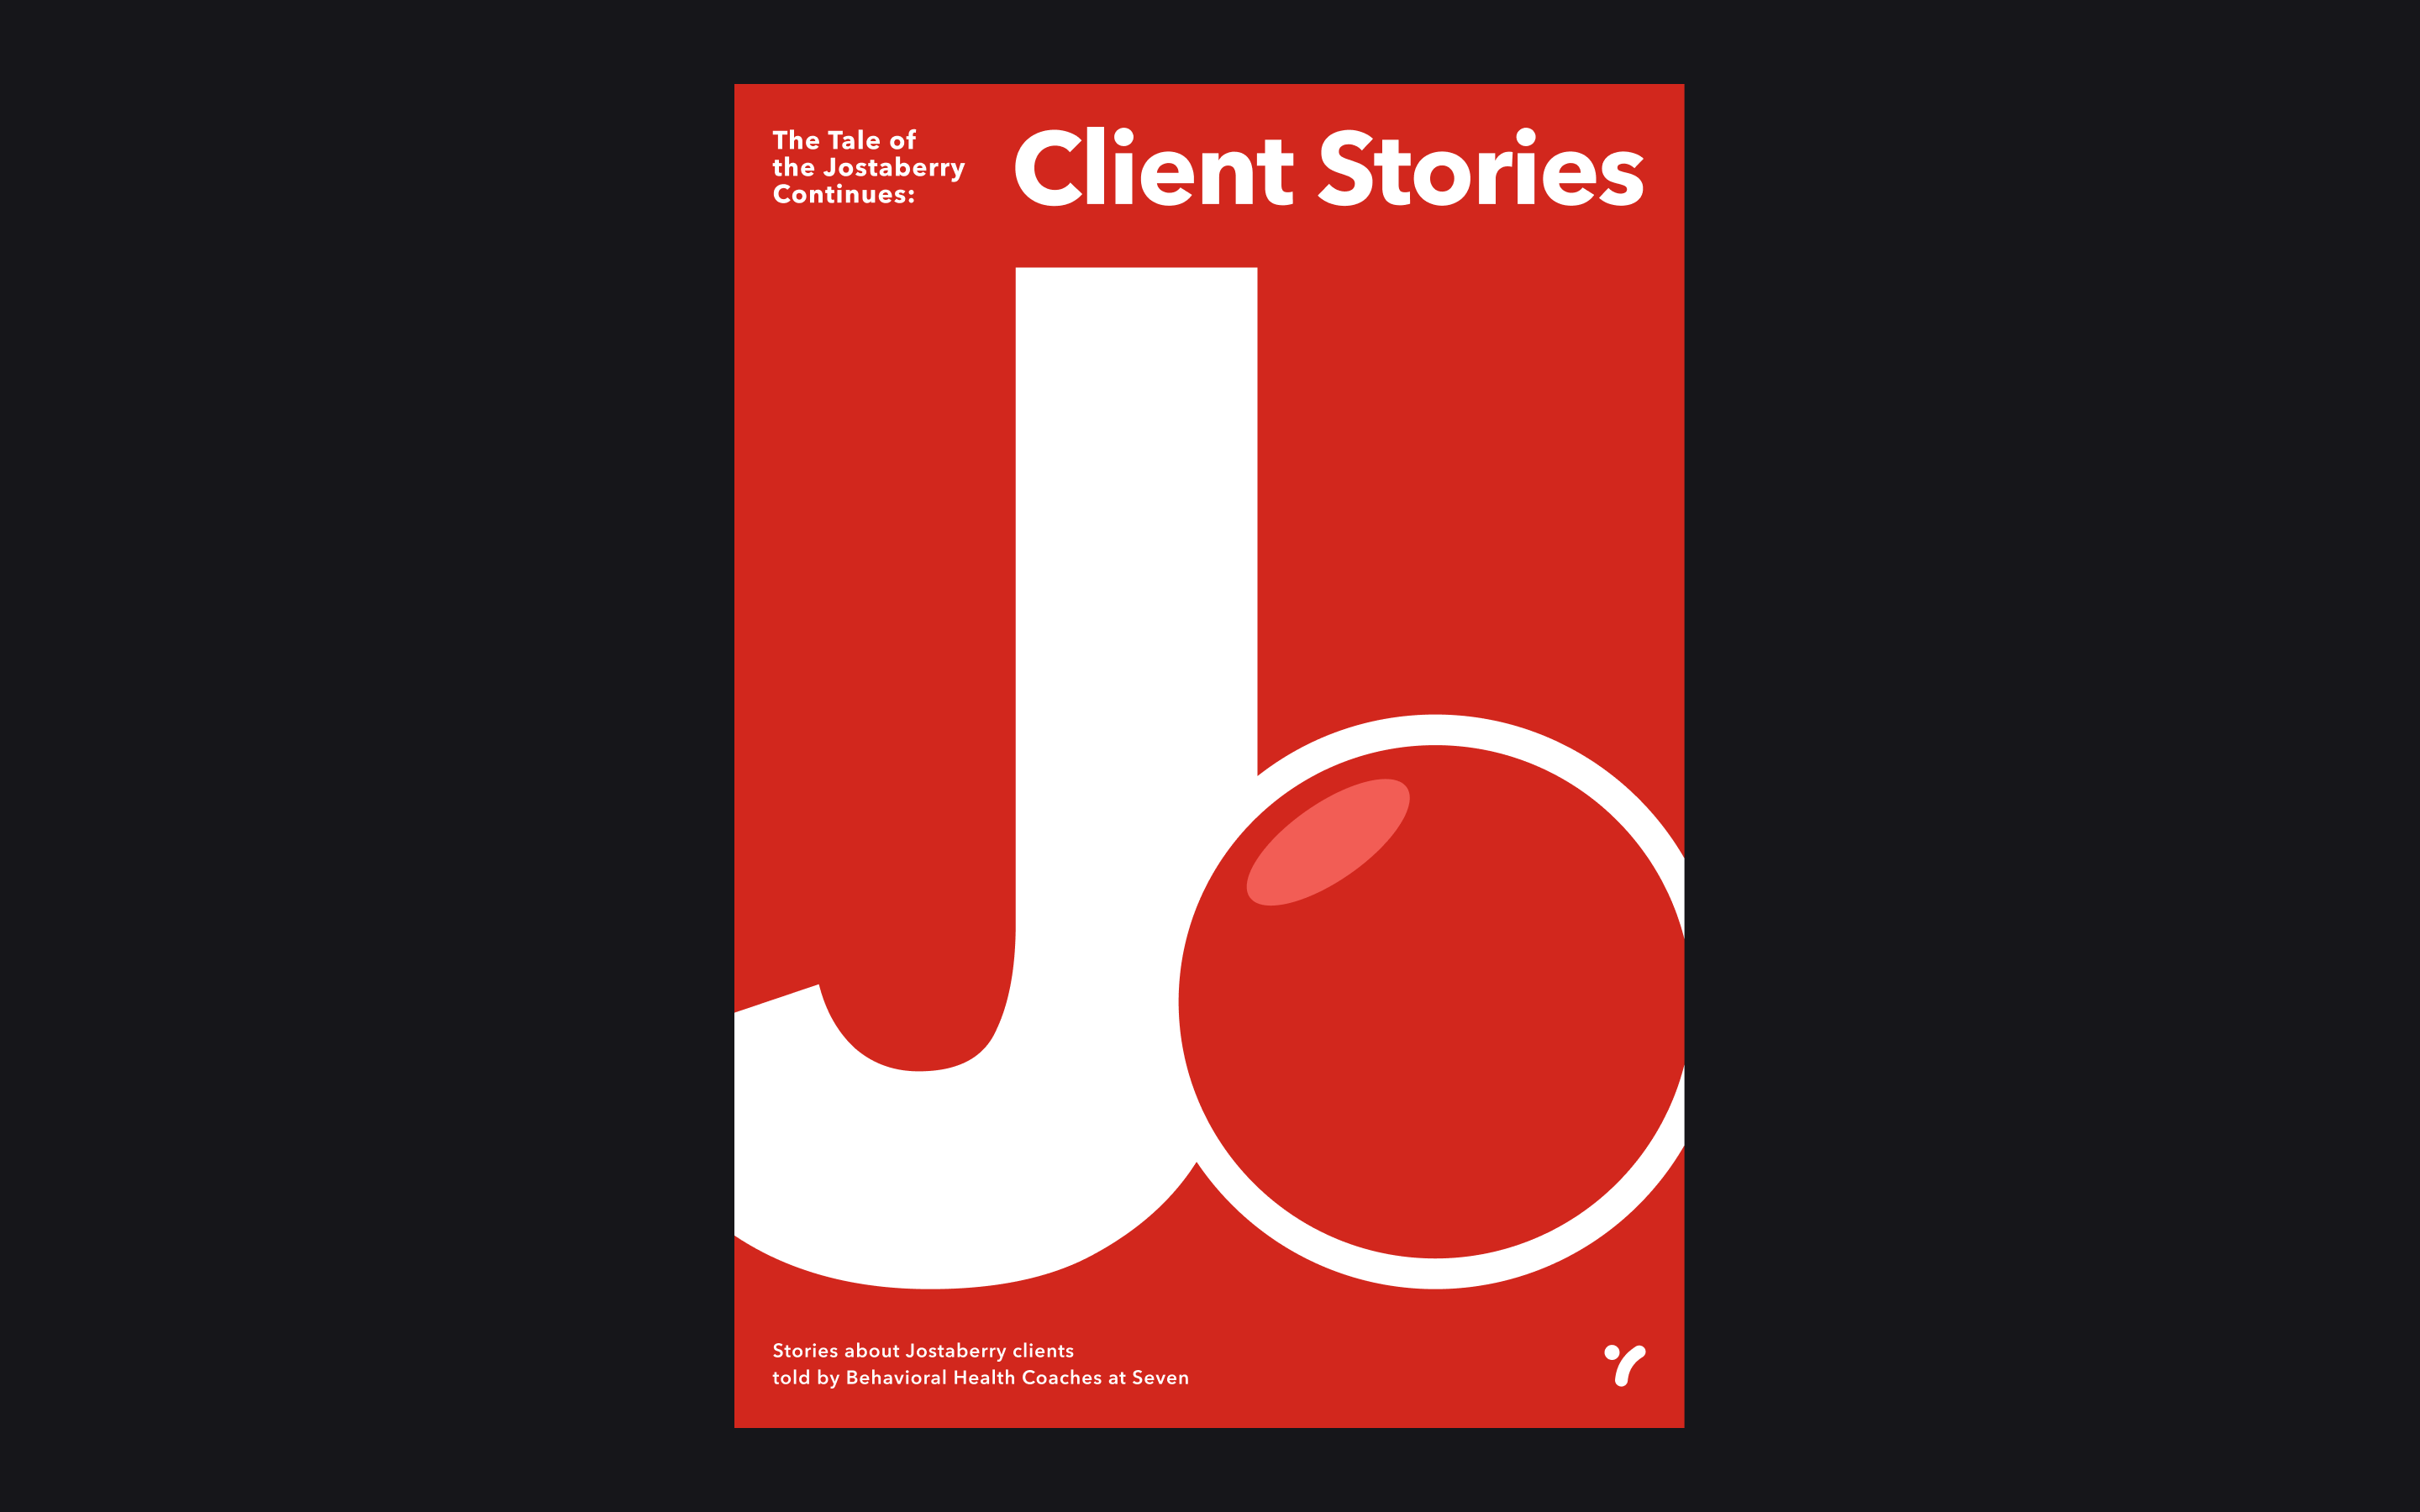 The Tale of
the Jostaberry
Continues:
Client Stories
J
Stories about Jostaberry clients
told by Behavioral Health Coaches at Seven